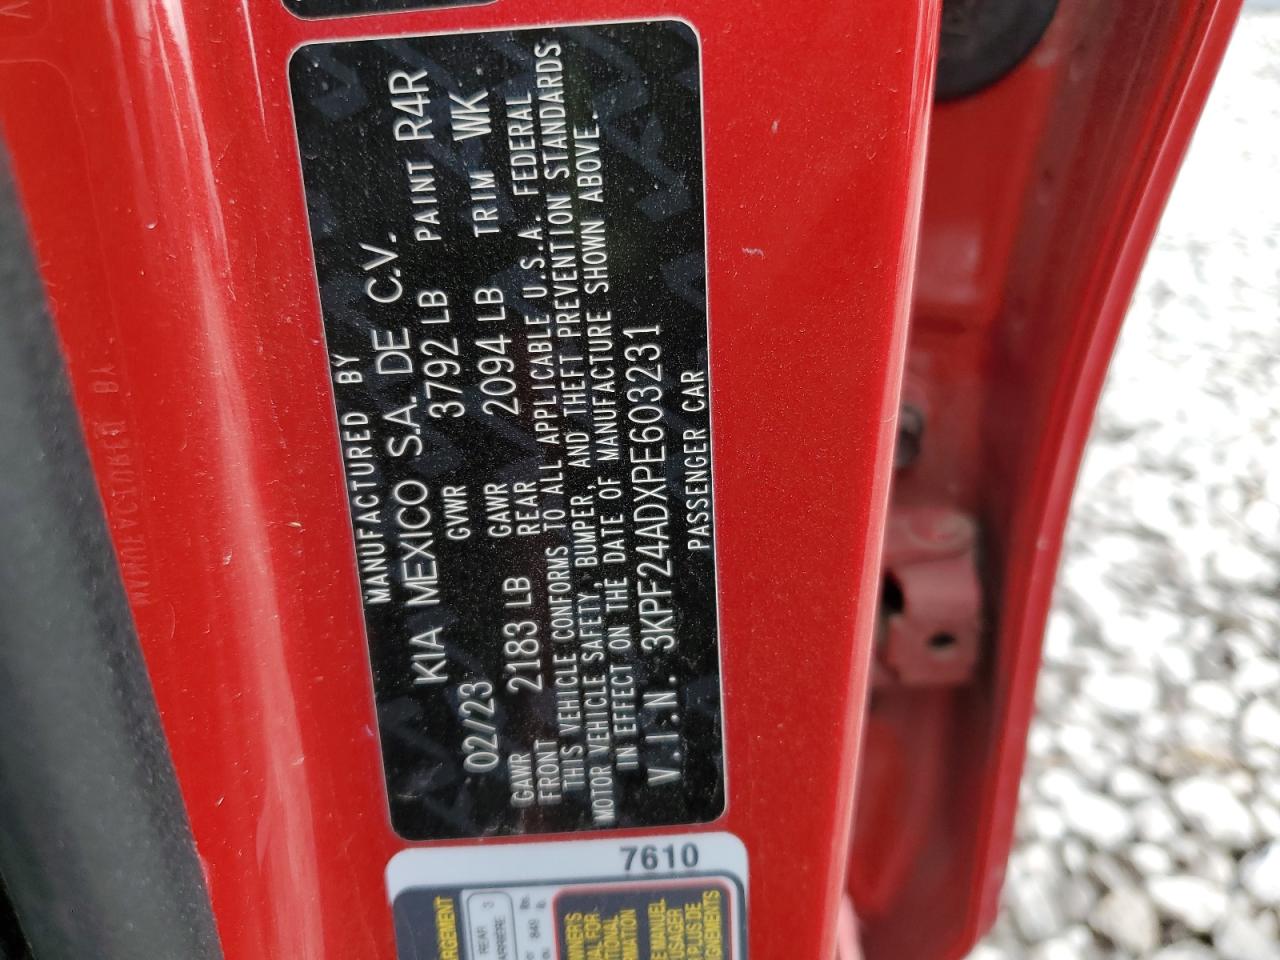 MANUFACTURED BY
KIA MEXICO S.A. DE C.V.
02/23 GVWR 3792 LB PAINT R4R
GAWR FRONT 2183 LB GAWR REAR 2094 LB TRIM WK
THIS VEHICLE CONFORMS TO ALL APPLICABLE U.S.A. FEDERAL
MOTOR VEHICLE SAFETY, BUMPER, AND THEFT PREVENTION STANDARDS
IN EFFECT ON THE DATE OF MANUFACTURE SHOWN ABOVE.
V.I.N. 3KPF24ADXPE603231
PASSENGER CAR
7610
REAR 3